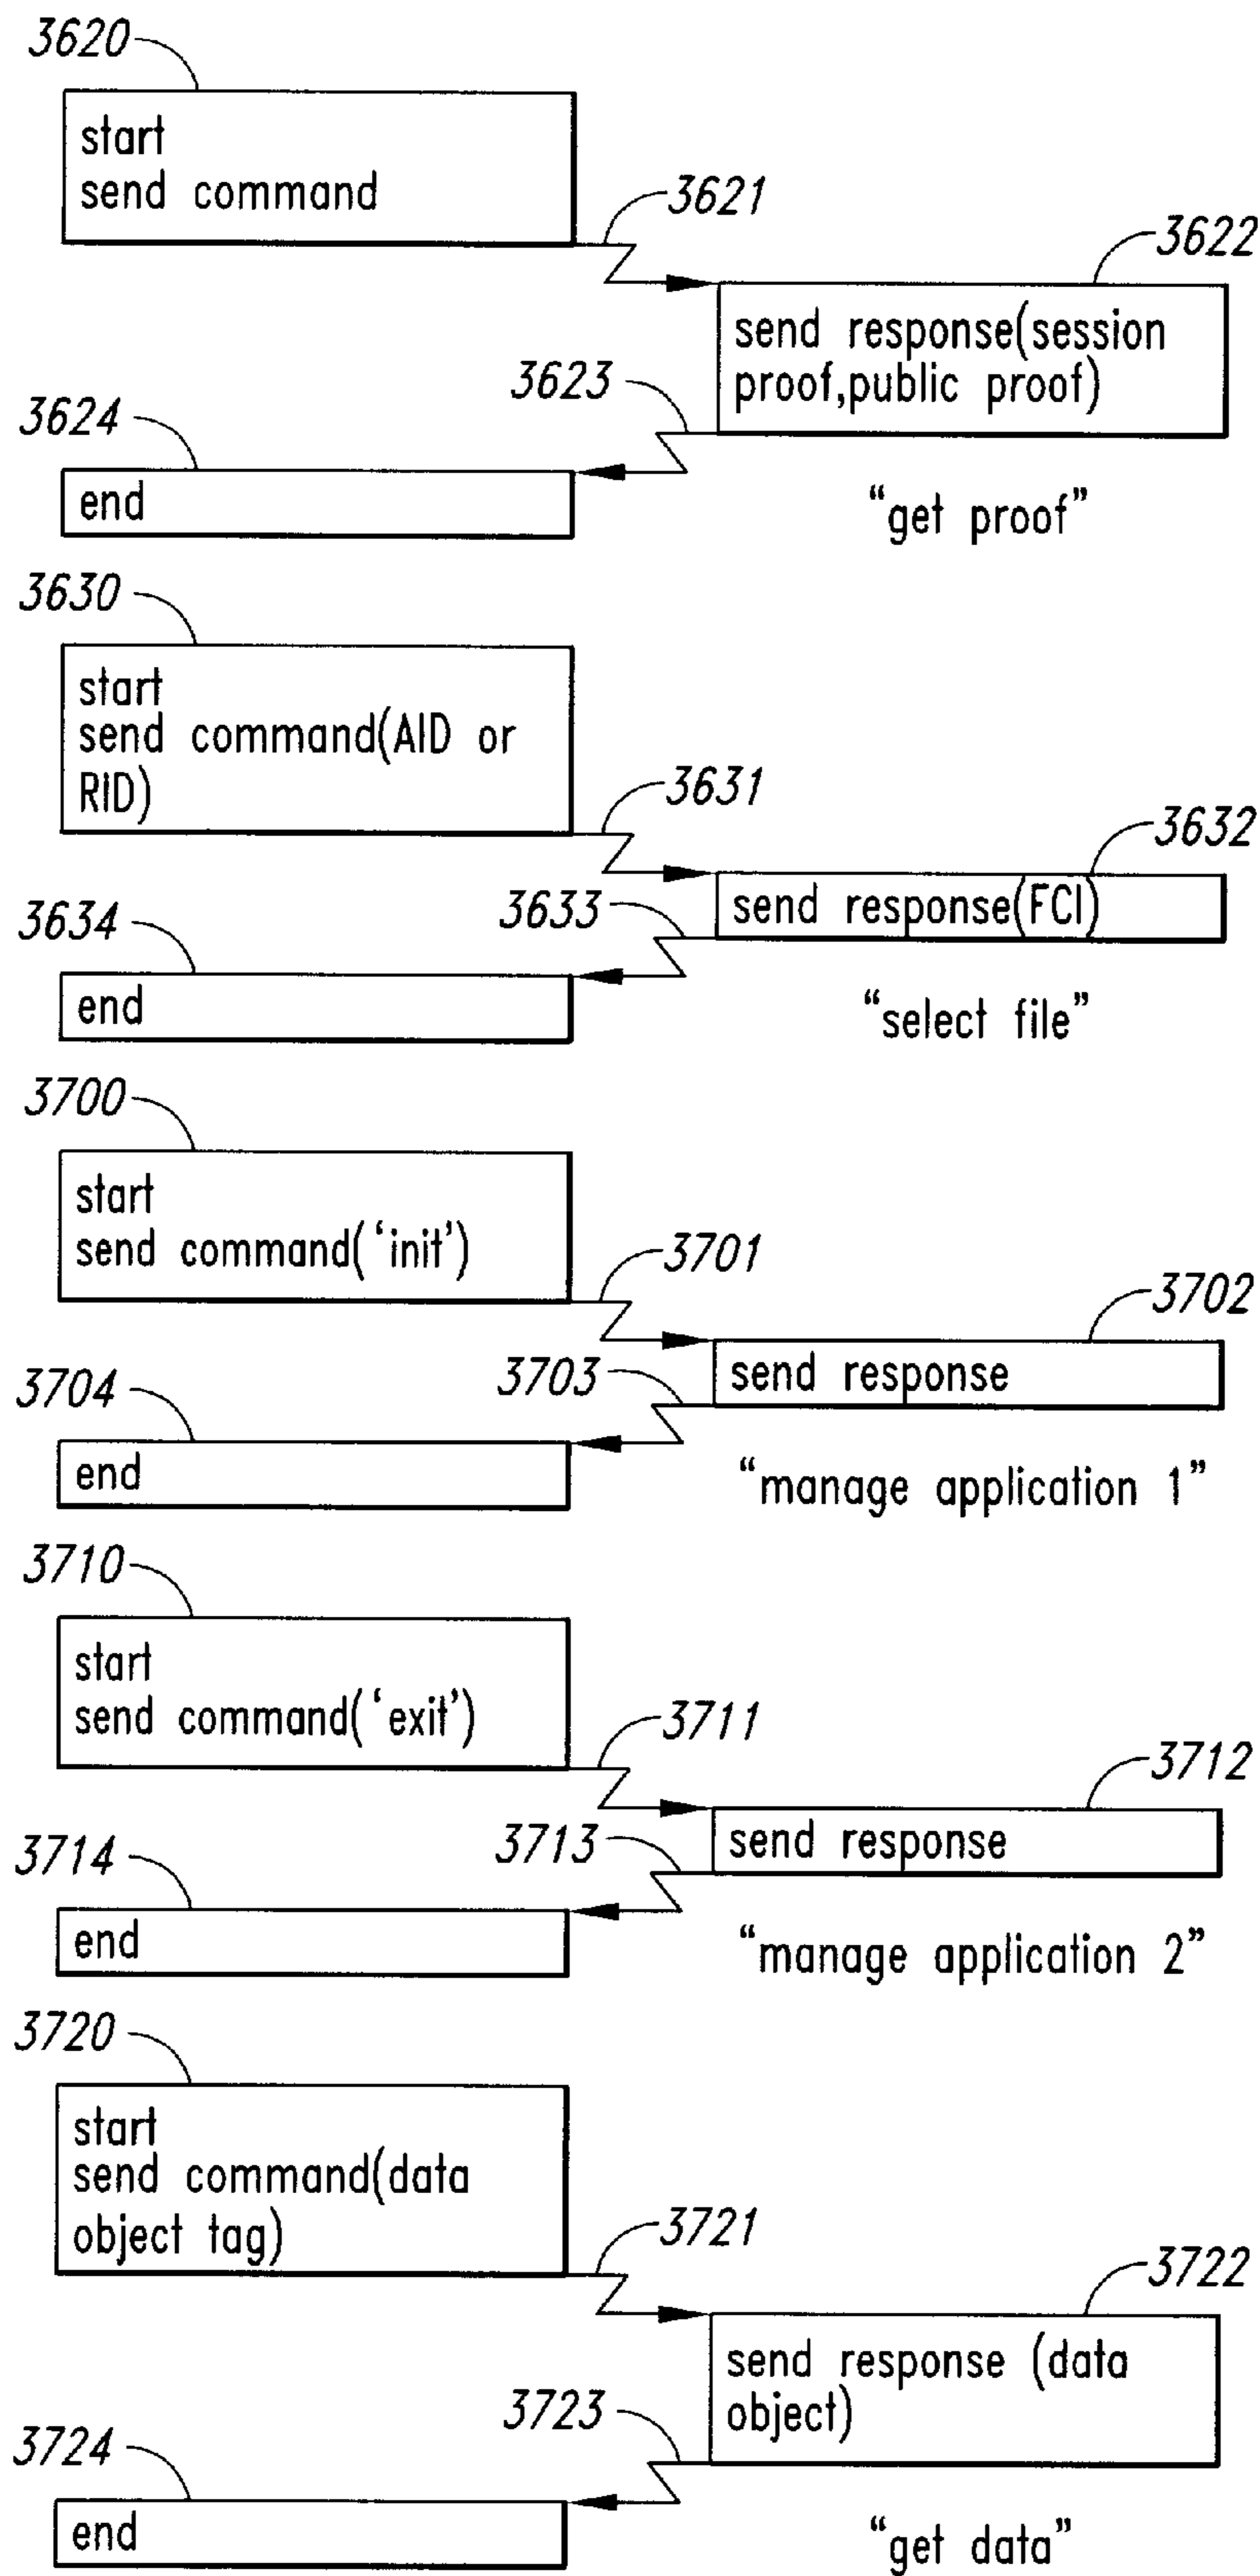 3620
start
send command
3621
3622
send response(session
proof,public proof)
3623
3624
end
“get proof”
3630
start
send command(AID or
RID)
3631
3632
send response(FCI)
3633
3634
end
“select file”
3700
start
send command(‘init’)
3701
3702
send response
3703
3704
end
“manage application 1”
3710
start
send command(‘exit’)
3711
3712
send response
3713
3714
end
“manage application 2”
3720
start
send command(data
object tag)
3721
3722
send response (data
object)
3723
3724
end
“get data”